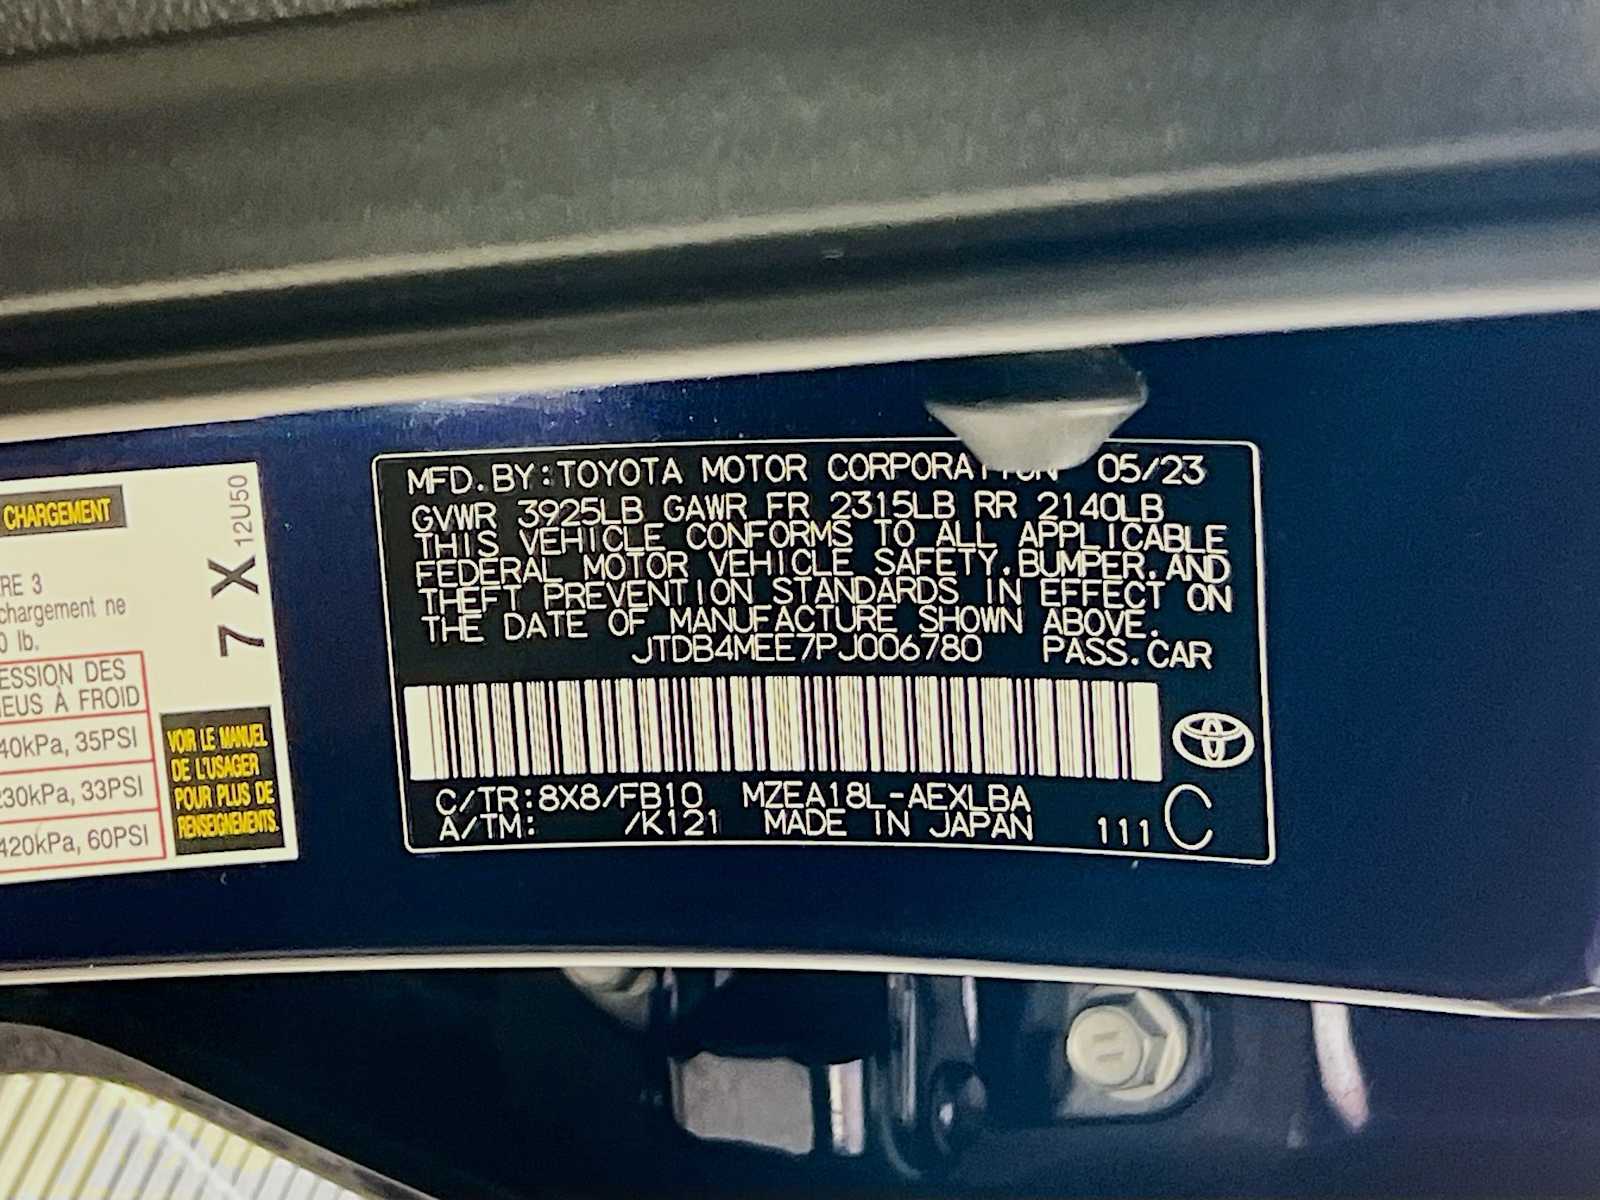 CHARGEMENT
7 X 12U50
RE 3
chargement ne
0 lb.
ESSION DES
EUS À FROID
40kPa, 35PSI
230kPa, 33PSI
420kPa, 60PSI
VOIR LE MANUEL
DE L'USAGER
POUR PLUS DE
RENSEIGNEMENTS.
MFD. BY: TOYOTA MOTOR CORPORATION 05/23
GVWR 3925LB GAWR FR 2315LB RR 2140LB
THIS VEHICLE CONFORMS TO ALL APPLICABLE
FEDERAL MOTOR VEHICLE SAFETY, BUMPER, AND
THEFT PREVENTION STANDARDS IN EFFECT ON
THE DATE OF MANUFACTURE SHOWN ABOVE.
JTDB4MEE7PJ006780 PASS. CAR
C/TR: 8X8/FB10 MZEA18L-AEXLBA
A/TM: /K121 MADE IN JAPAN 111 C